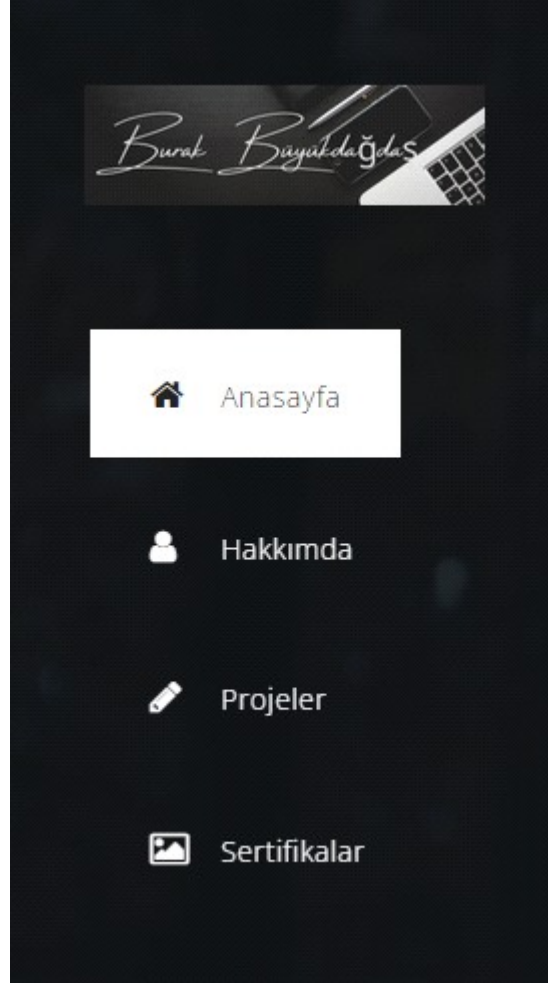 Burak Büyükdağdaş
Anasayfa
Hakkımda
Projeler
Sertifikalar